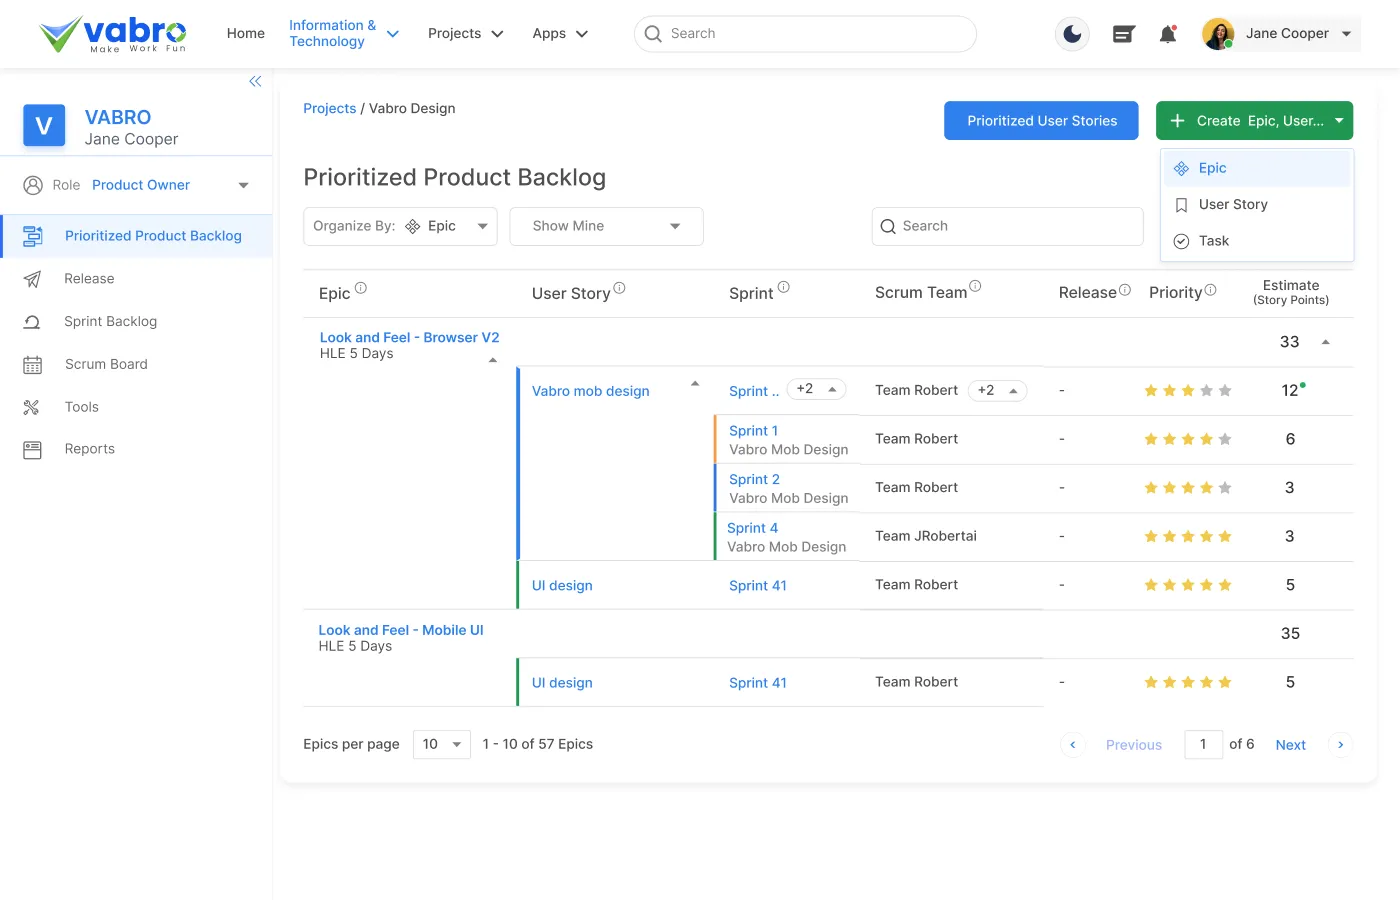 vabro
Make Work Fun
Home
Information &
Technology
Projects
Apps
Search
Jane Cooper
V
VABRO
Jane Cooper
Role Product Owner
Prioritized Product Backlog
Release
Sprint Backlog
Scrum Board
Tools
Reports
Projects / Vabro Design
Prioritized User Stories
Create Epic, User...
Epic
User Story
Task
Prioritized Product Backlog
Organize By: Epic
Show Mine
Search
Epic User Story Sprint Scrum Team Release Priority Estimate
(Story Points)
Look and Feel - Browser V2 33
HLE 5 Days
Vabro mob design Sprint .. +2 Team Robert +2 - 12
Sprint 1 Team Robert - 6
Vabro Mob Design
Sprint 2 Team Robert - 3
Vabro Mob Design
Sprint 4 Team JRobertai - 3
Vabro Mob Design
UI design Sprint 41 Team Robert - 5
Look and Feel - Mobile UI 35
HLE 5 Days
UI design Sprint 41 Team Robert - 5
Epics per page 10 1 - 10 of 57 Epics
Previous 1 of 6 Next